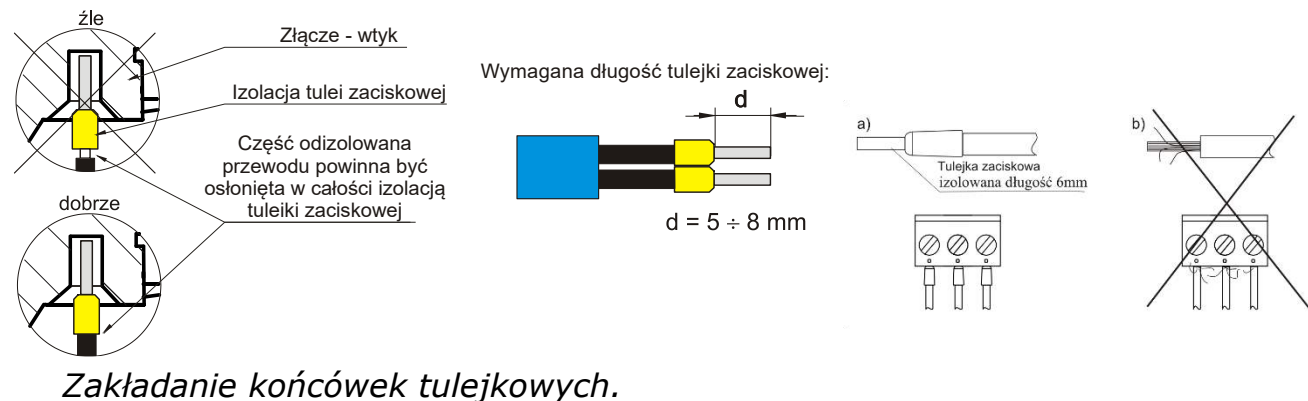 źle
Złącze - wtyk
Izolacja tulei zaciskowej
Część odizolowana
przewodu powinna być
osłonięta w całości izolacją
tuleiki zaciskowej
dobrze
Wymagana długość tulejki zaciskowej:
d
d = 5 ÷ 8 mm
a)
Tulejka zaciskowa
izolowana długość 6mm
b)
Zakładanie końcówek tulejkowych.